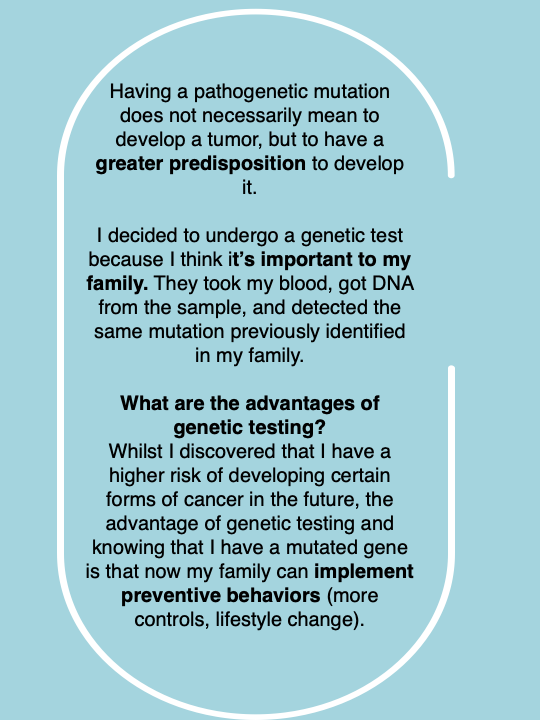 Having a pathogenetic mutation
does not necessarily mean to
develop a tumor, but to have a
greater predisposition to develop
it.
I decided to undergo a genetic test
because I think it’s important to my
family. They took my blood, got DNA
from the sample, and detected the
same mutation previously identified
in my family.
What are the advantages of
genetic testing?
Whilst I discovered that I have a
higher risk of developing certain
forms of cancer in the future, the
advantage of genetic testing and
knowing that I have a mutated gene
is that now my family can implement
preventive behaviors (more
controls, lifestyle change).